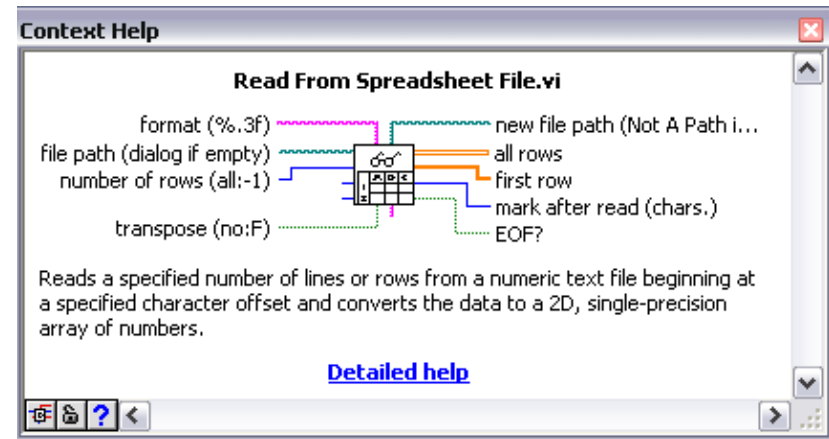 Context Help
Read From Spreadsheet File.vi
format (%.3f)
new file path (Not A Path i...
file path (dialog if empty)
all rows
number of rows (all:-1)
first row
mark after read (chars.)
transpose (no:F)
EOF?
Reads a specified number of lines or rows from a numeric text file beginning at
a specified character offset and converts the data to a 2D, single-precision
array of numbers.
Detailed help
?